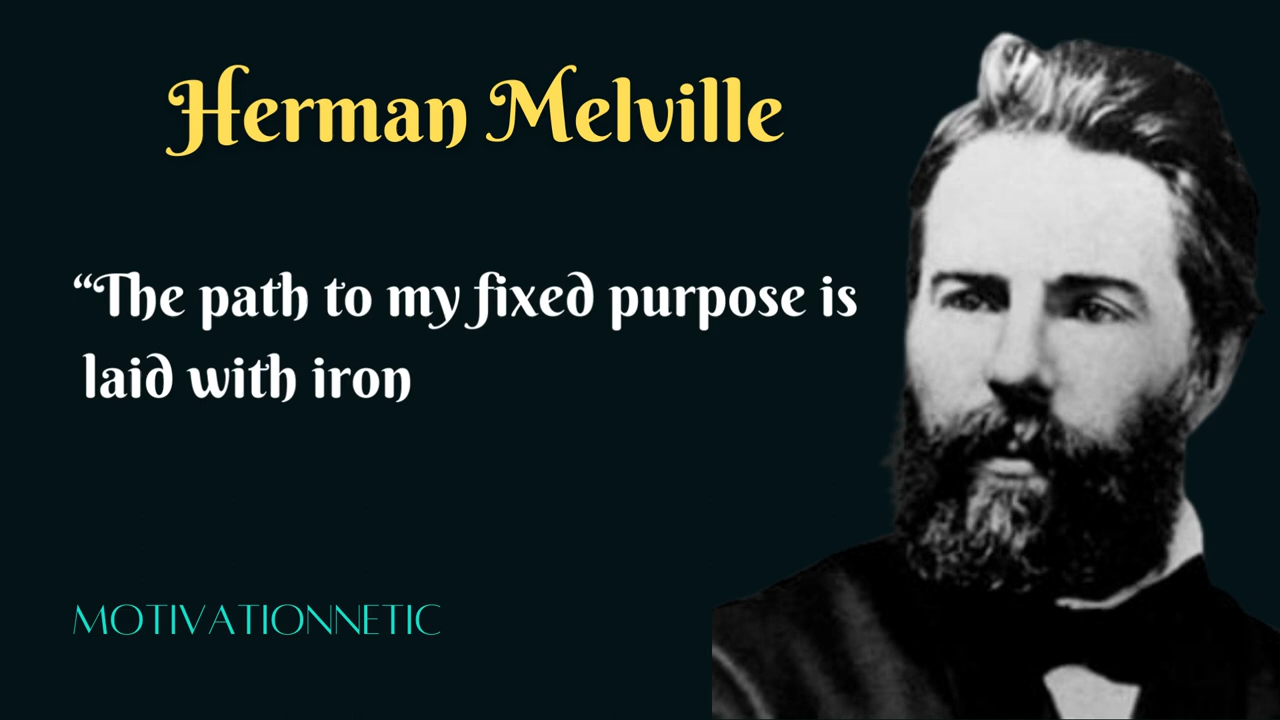 Herman Melville
“The path to my fixed purpose is
laid with iron
MOTIVATIONNETIC